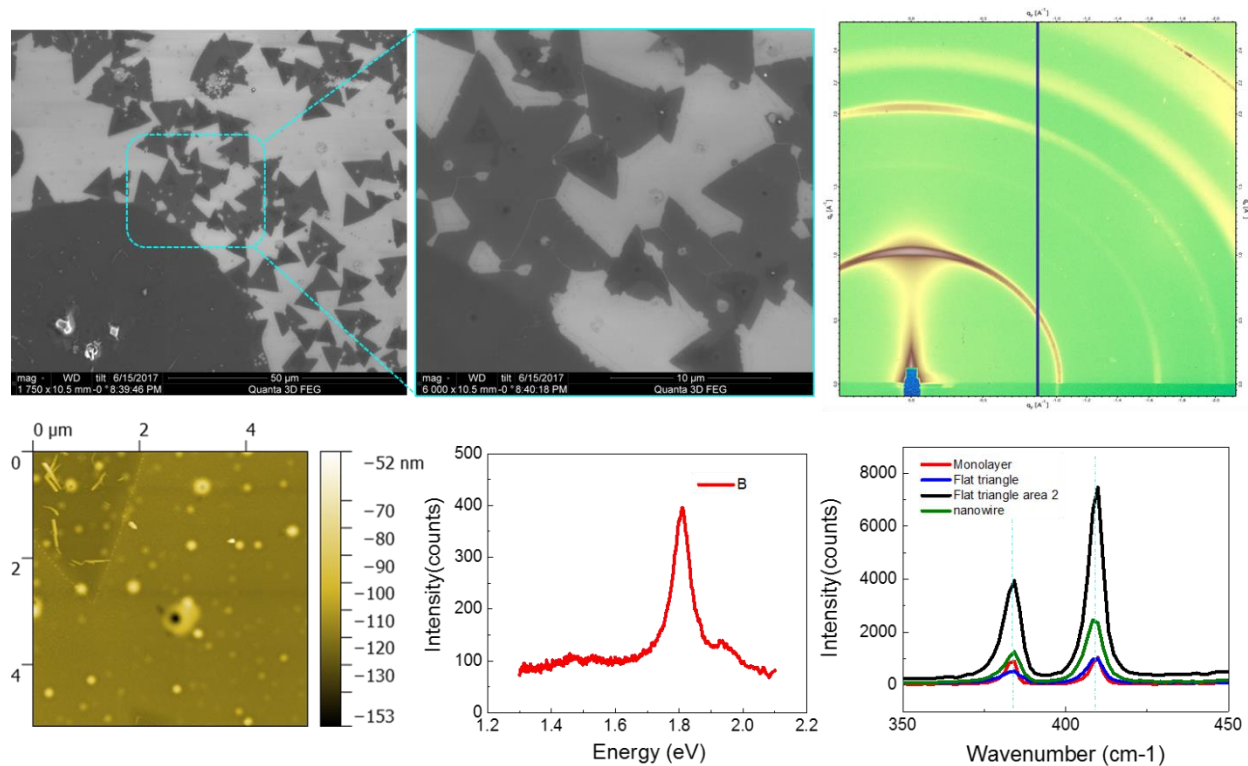 mag WD tilt 6/15/2017 50 µm
1 750 x 10.5 mm -0 ° 8:39:46 PM Quanta 3D FEG
mag WD tilt 6/15/2017 10 µm
6 000 x 10.5 mm -0 ° 8:40:18 PM Quanta 3D FEG
0 µm 2 4
0
2
4
−52 nm
−70
−80
−90
−100
−110
−120
−130
−153
500
400
300
200
100
0
Intensity(counts)
B
1.2 1.4 1.6 1.8 2.0 2.2
Energy (eV)
8000
6000
4000
2000
0
Intensity(counts)
Monolayer
Flat triangle
Flat triangle area 2
nanowire
350 400 450
Wavenumber (cm-1)